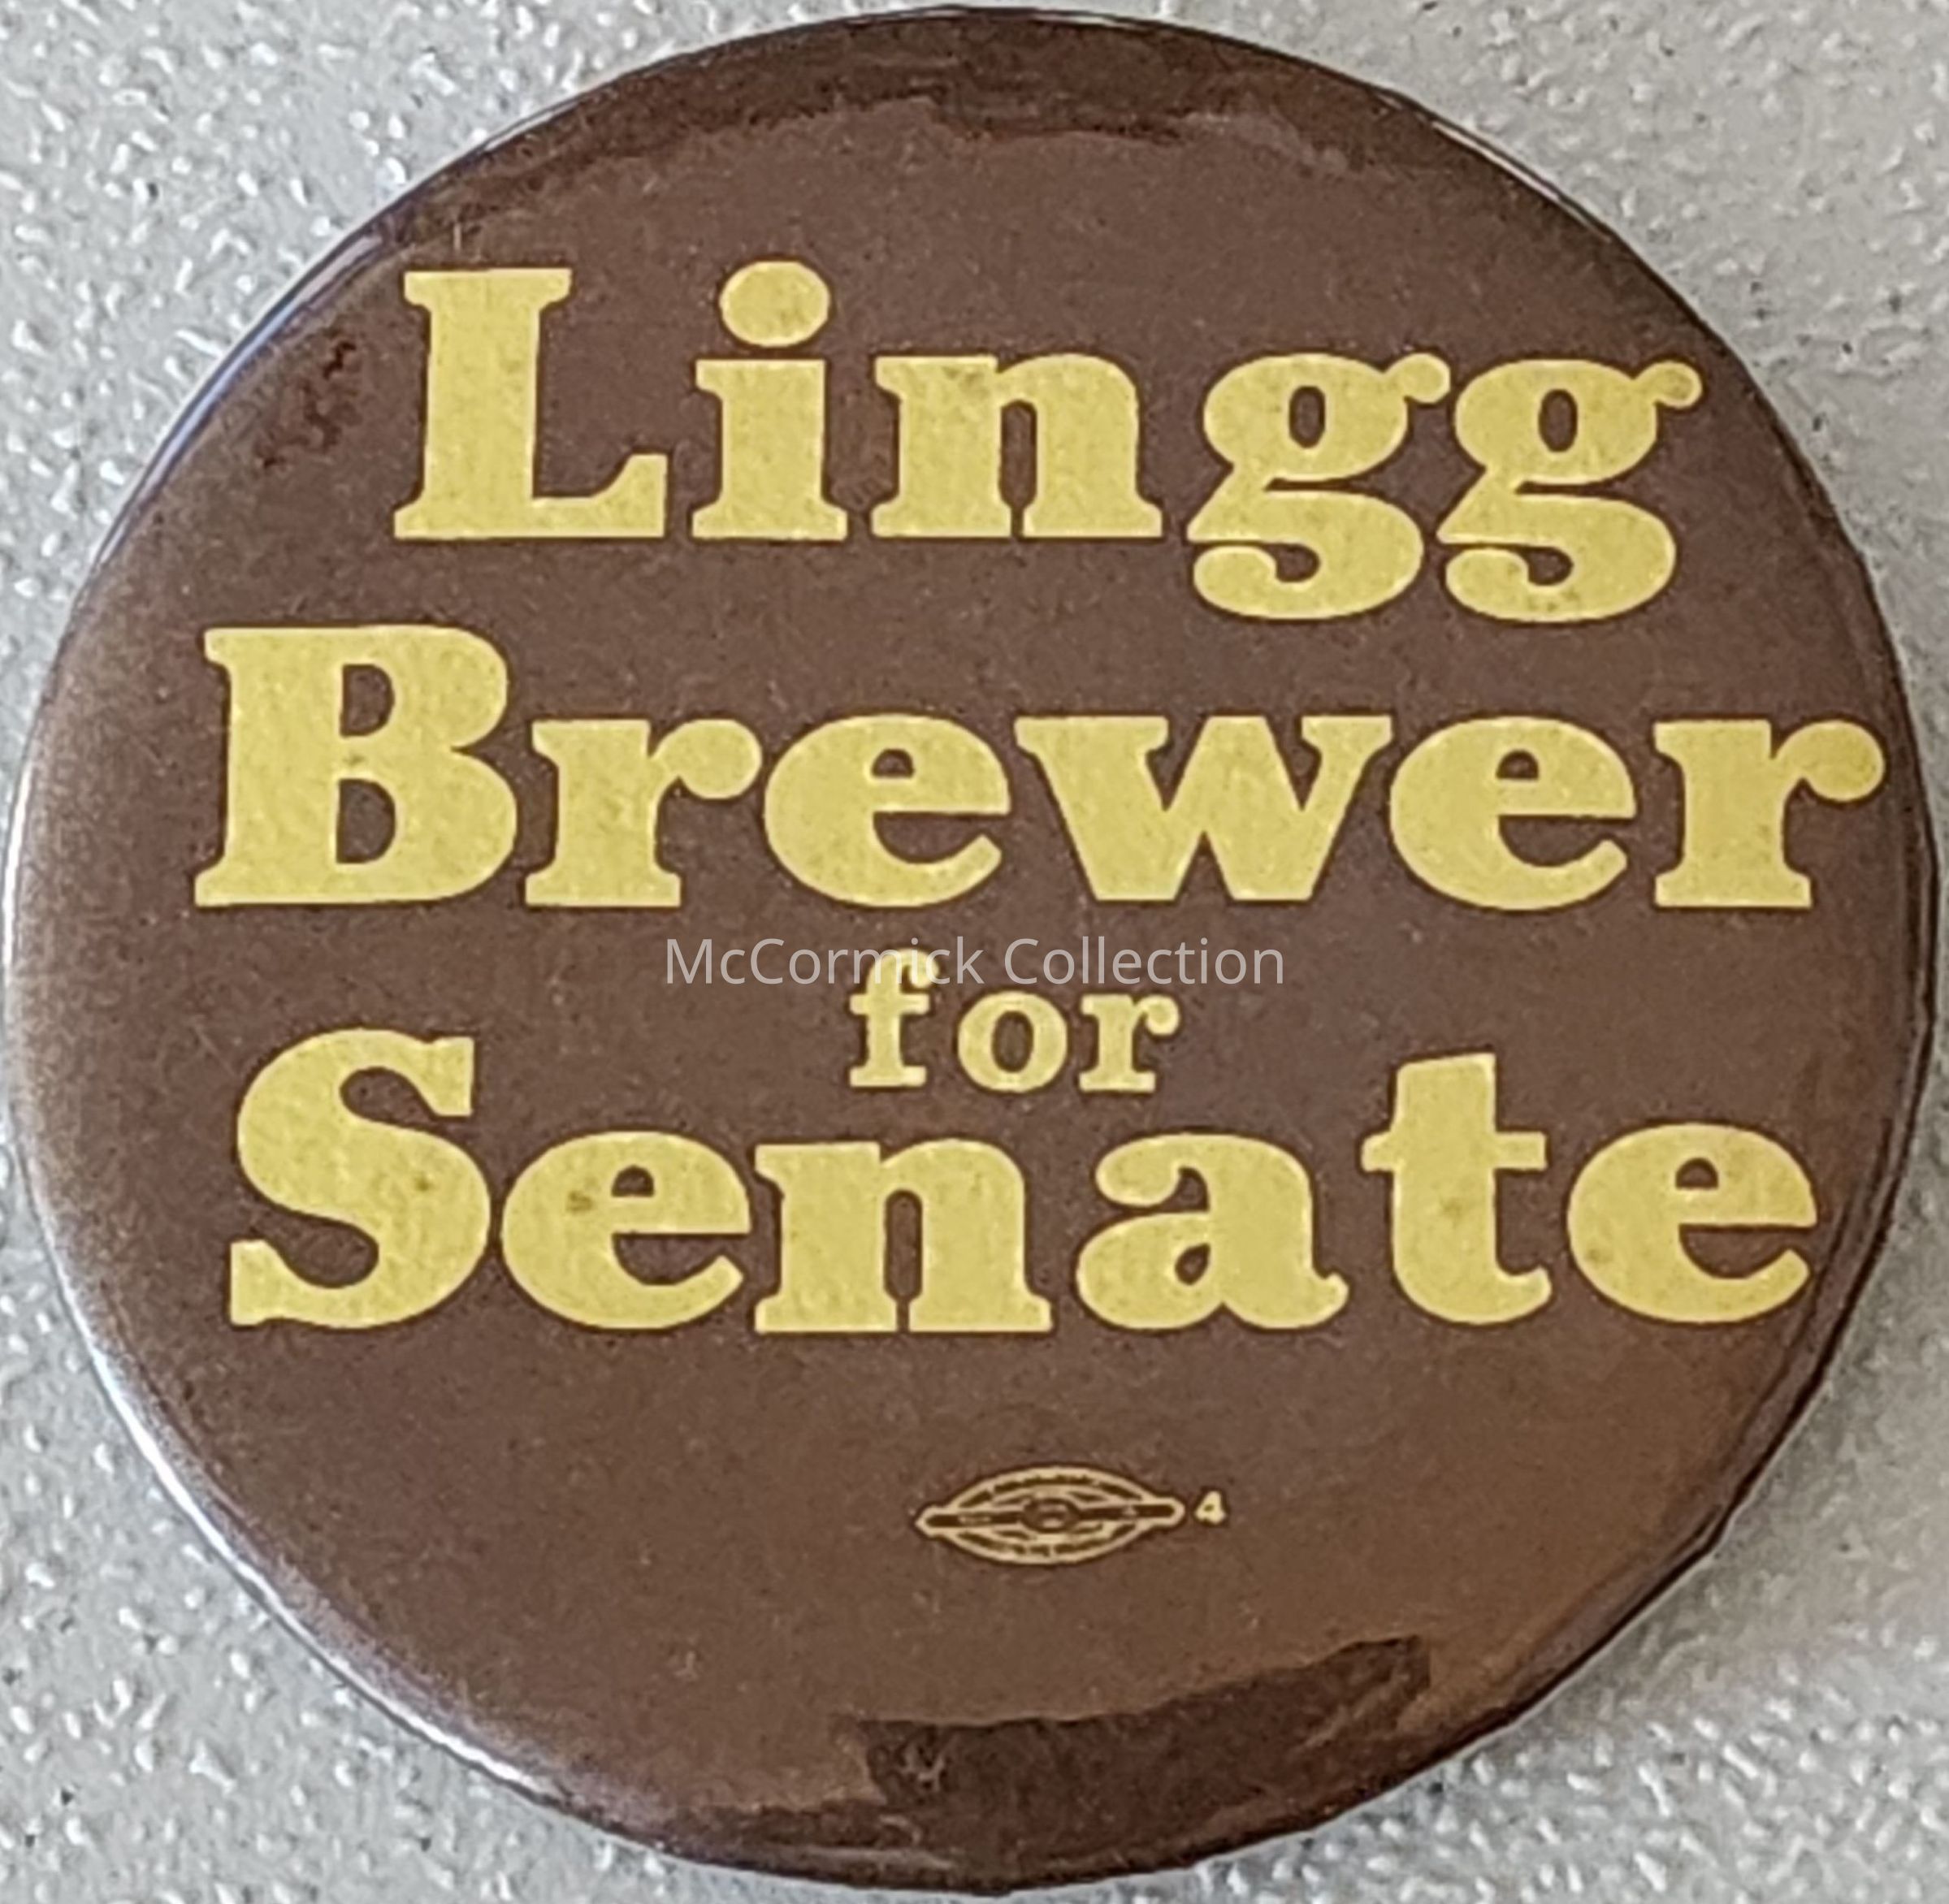 Lingg
Brewer
McCormick Collection
for
Senate
4